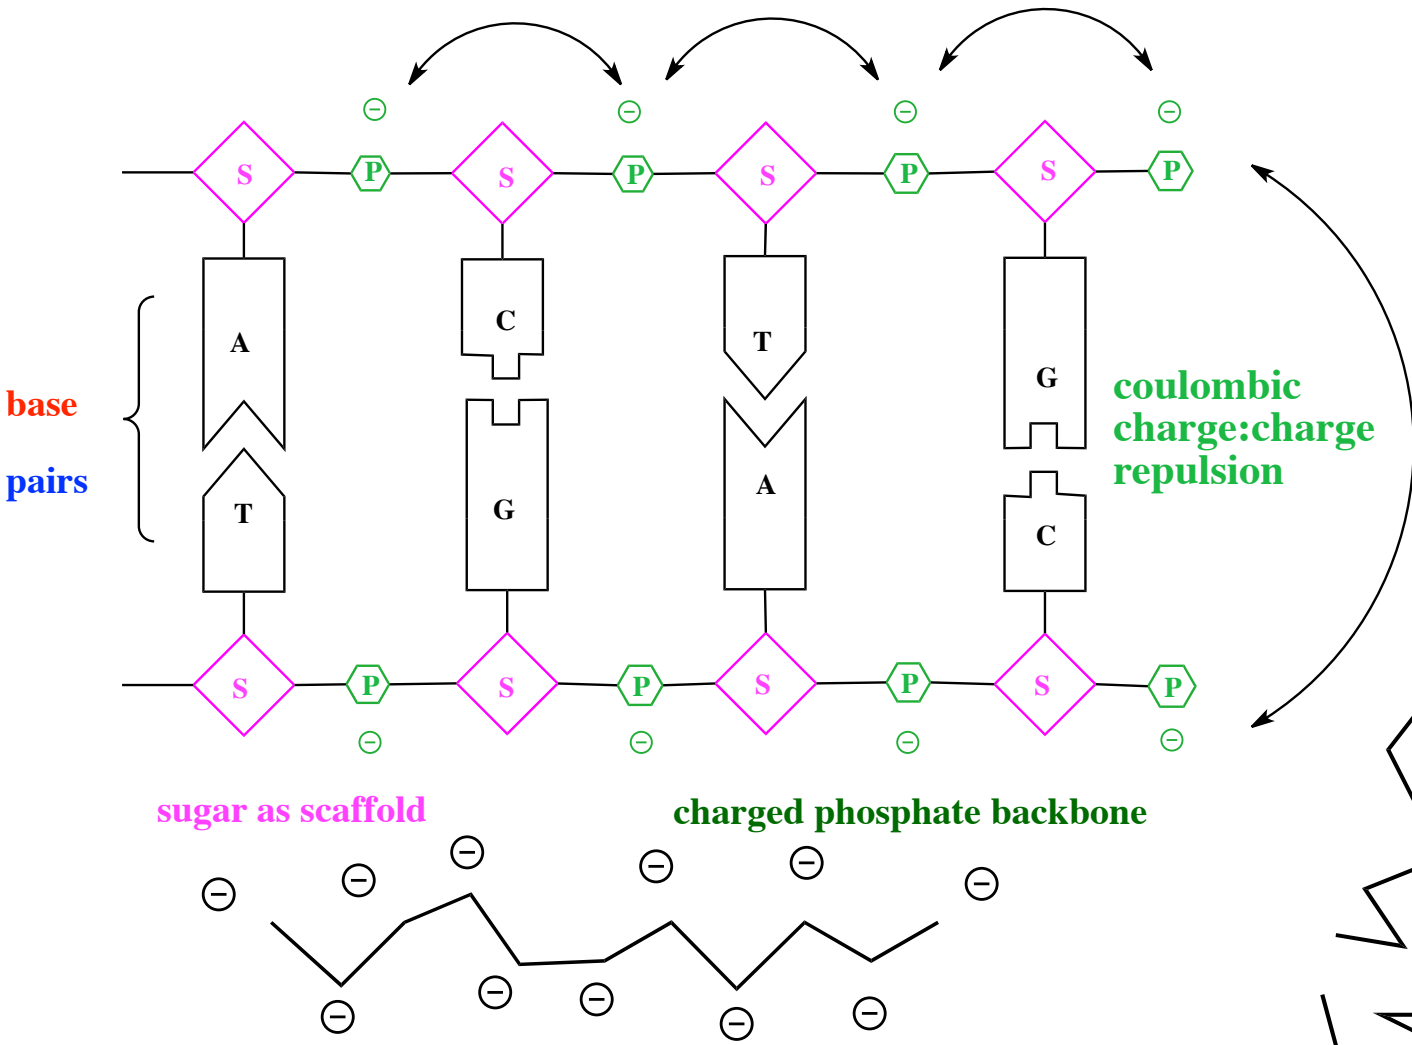 ⊖ ⊖ ⊖ ⊖
S P S P S P S P
A C T G
base
pairs
coulombic
charge:charge
repulsion
T G A C
S P S P S P S P
⊖ ⊖ ⊖ ⊖
sugar as scaffold
charged phosphate backbone
⊖ ⊖ ⊖ ⊖ ⊖ ⊖
⊖ ⊖ ⊖ ⊖ ⊖